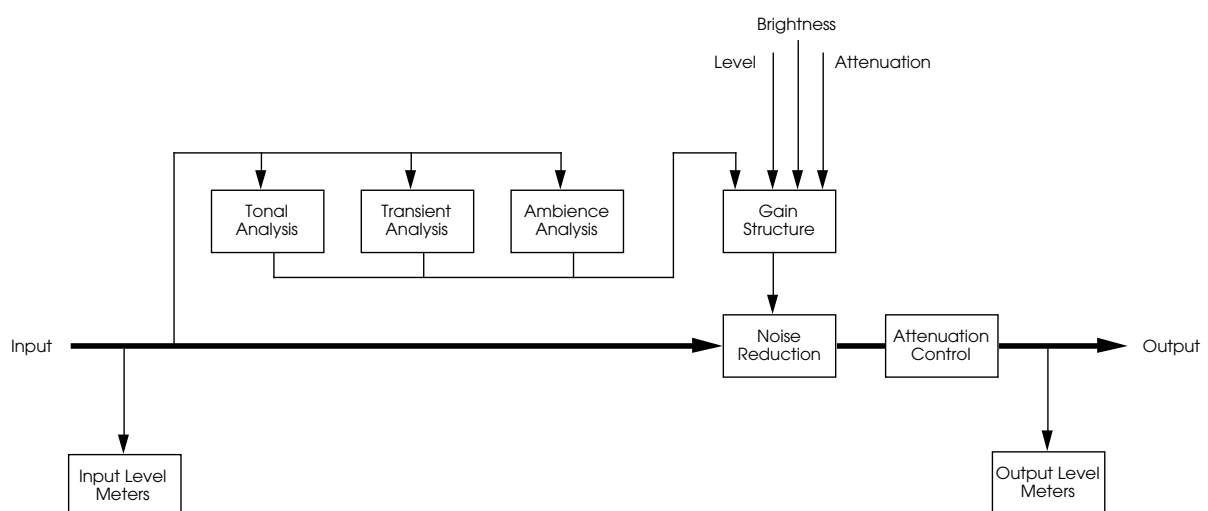 Brightness
Level
Attenuation
Tonal
Analysis
Transient
Analysis
Ambience
Analysis
Gain
Structure
Input
Noise
Reduction
Attenuation
Control
Output
Input Level
Meters
Output Level
Meters